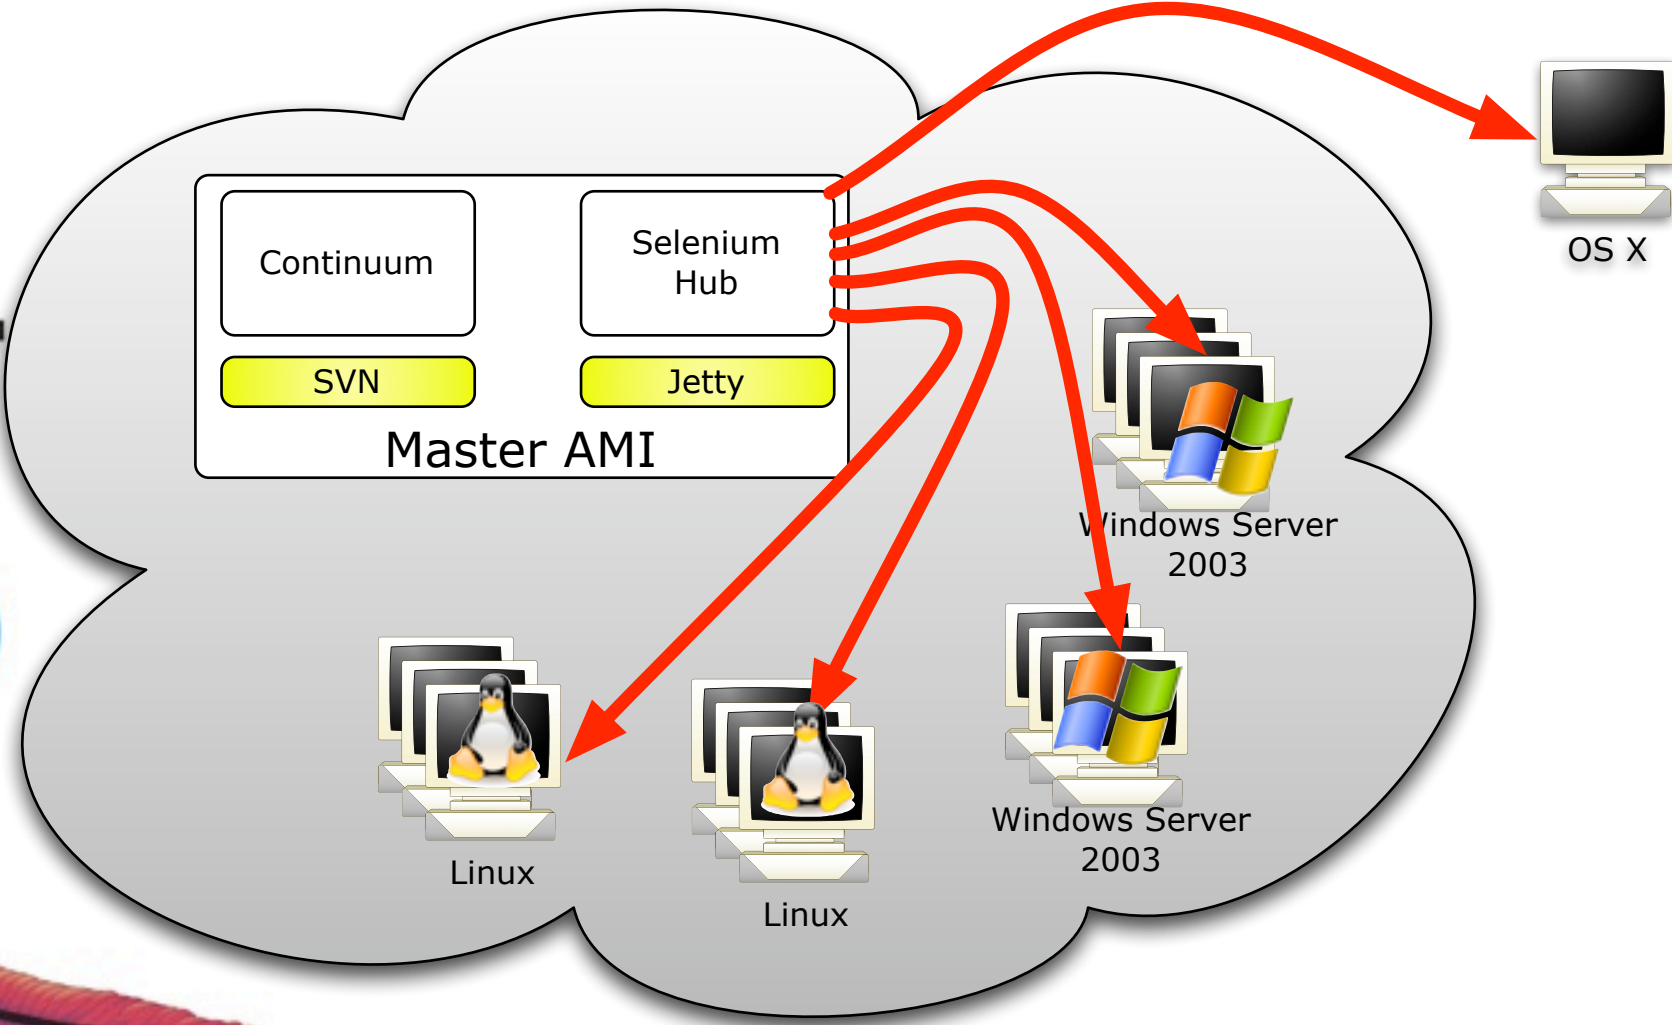 OS X
Continuum
Selenium
Hub
SVN
Jetty
Master AMI
Windows Server
2003
Windows Server
2003
Linux
Linux